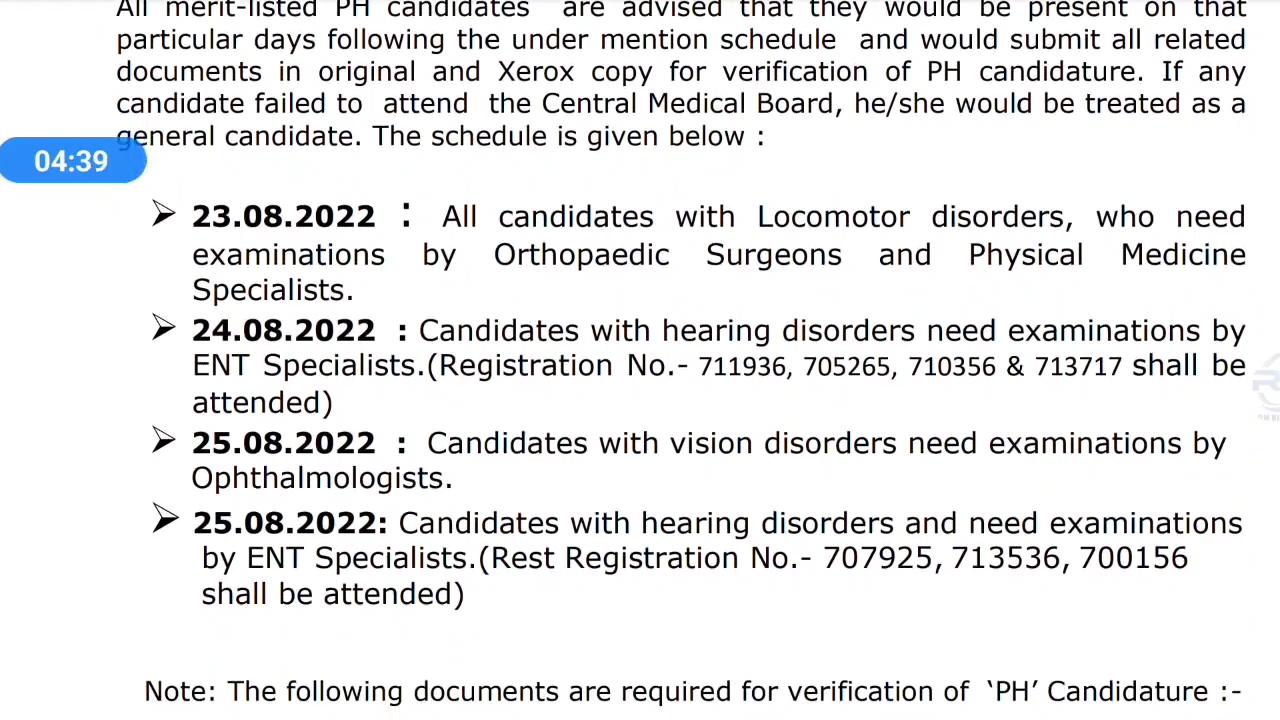 All merit-listed PH candidates are advised that they would be present on that
particular days following the under mention schedule and would submit all related
documents in original and Xerox copy for verification of PH candidature. If any
candidate failed to attend the Central Medical Board, he/she would be treated as a
general candidate. The schedule is given below :
04:39
➢ 23.08.2022 : All candidates with Locomotor disorders, who need
examinations by Orthopaedic Surgeons and Physical Medicine
Specialists.
➢ 24.08.2022 : Candidates with hearing disorders need examinations by
ENT Specialists.(Registration No.- 711936, 705265, 710356 & 713717 shall be
attended)
➢ 25.08.2022 : Candidates with vision disorders need examinations by
Ophthalmologists.
➢ 25.08.2022: Candidates with hearing disorders and need examinations
by ENT Specialists.(Rest Registration No.- 707925, 713536, 700156
shall be attended)
Note: The following documents are required for verification of ‘PH’ Candidature :-